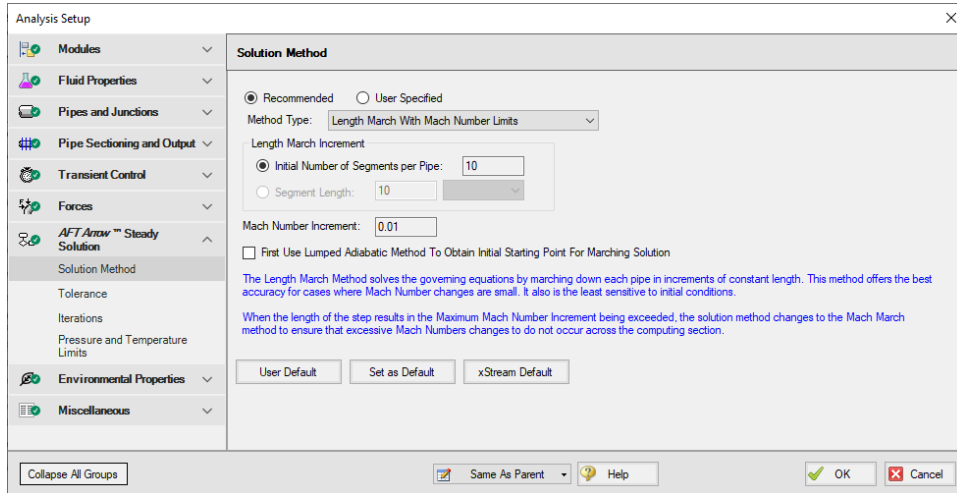 Analysis Setup
Modules
Fluid Properties
Pipes and Junctions
Pipe Sectioning and Output
Transient Control
Forces
AFT Arrow ™ Steady
Solution
Solution Method
Tolerance
Iterations
Pressure and Temperature
Limits
Environmental Properties
Miscellaneous
Solution Method
Recommended User Specified
Method Type: Length March With Mach Number Limits
Length March Increment
Initial Number of Segments per Pipe: 10
Segment Length: 10
Mach Number Increment: 0.01
First Use Lumped Adiabatic Method To Obtain Initial Starting Point For Marching Solution
The Length March Method solves the governing equations by marching down each pipe in increments of constant length. This method offers the best
accuracy for cases where Mach Number changes are small. It also is the least sensitive to initial conditions.
When the length of the step results in the Maximum Mach Number Increment being exceeded, the solution method changes to the Mach March
method to ensure that excessive Mach Numbers changes to do not occur across the computing section.
User Default Set as Default xStream Default
Collapse All Groups Same As Parent Help OK Cancel